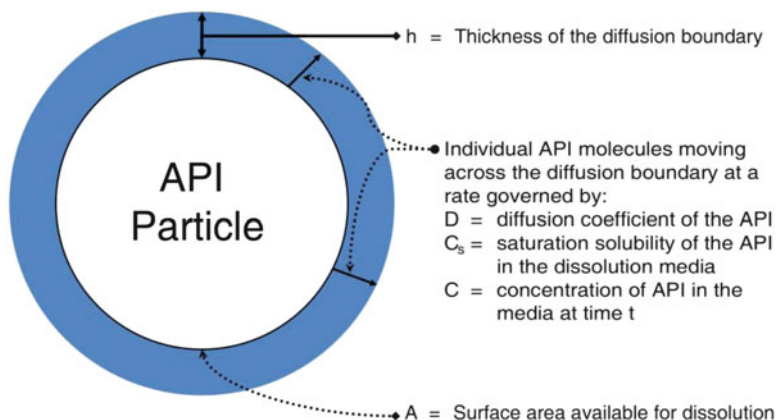 h = Thickness of the diffusion boundary
API
Particle
Individual API molecules moving
across the diffusion boundary at a
rate governed by:
D = diffusion coefficient of the API
Cₛ = saturation solubility of the API
in the dissolution media
C = concentration of API in the
media at time t
A = Surface area available for dissolution